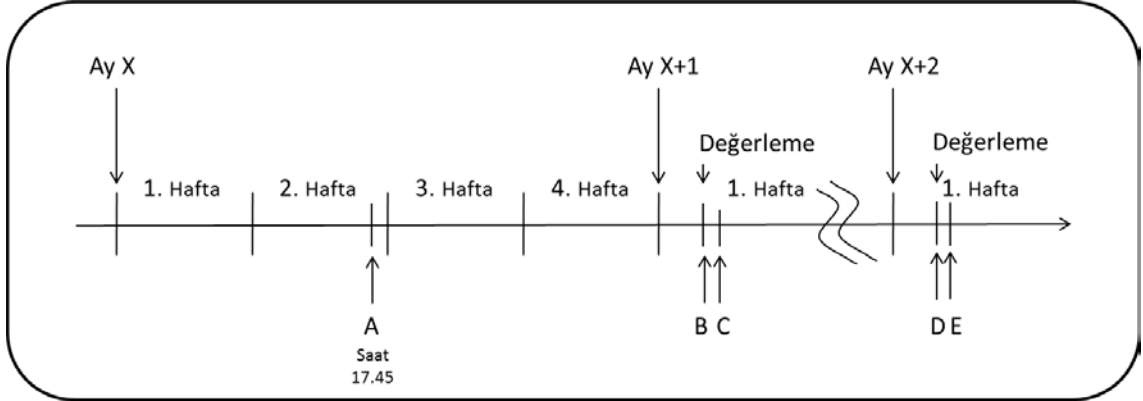 Ay X
Ay X+1
Ay X+2
Değerleme
Değerleme
1. Hafta
2. Hafta
3. Hafta
4. Hafta
1. Hafta
1. Hafta
A
B
C
D
E
Saat
17.45